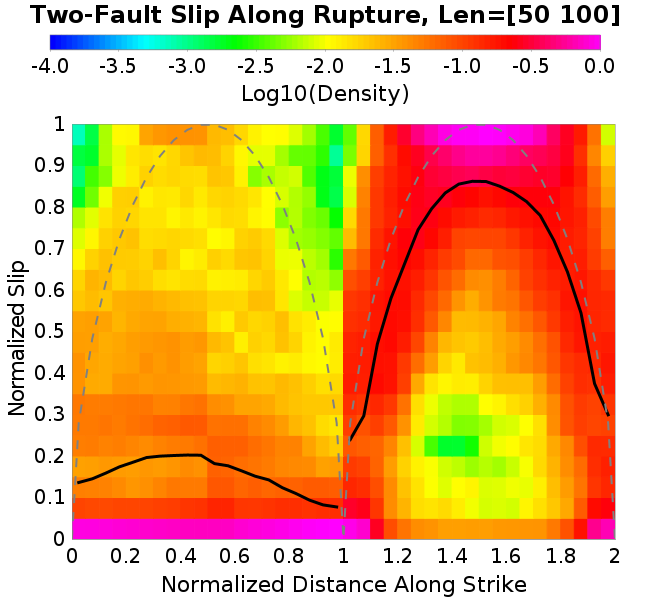 Two-Fault Slip Along Rupture, Len=[50 100]
-4.0 -3.5 -3.0 -2.5 -2.0 -1.5 -1.0 -0.5 0.0
Log10(Density)
1
0.9
0.8
0.7
0.6
0.5
0.4
0.3
0.2
0.1
0
Normalized Slip
0 0.2 0.4 0.6 0.8 1 1.2 1.4 1.6 1.8 2
Normalized Distance Along Strike